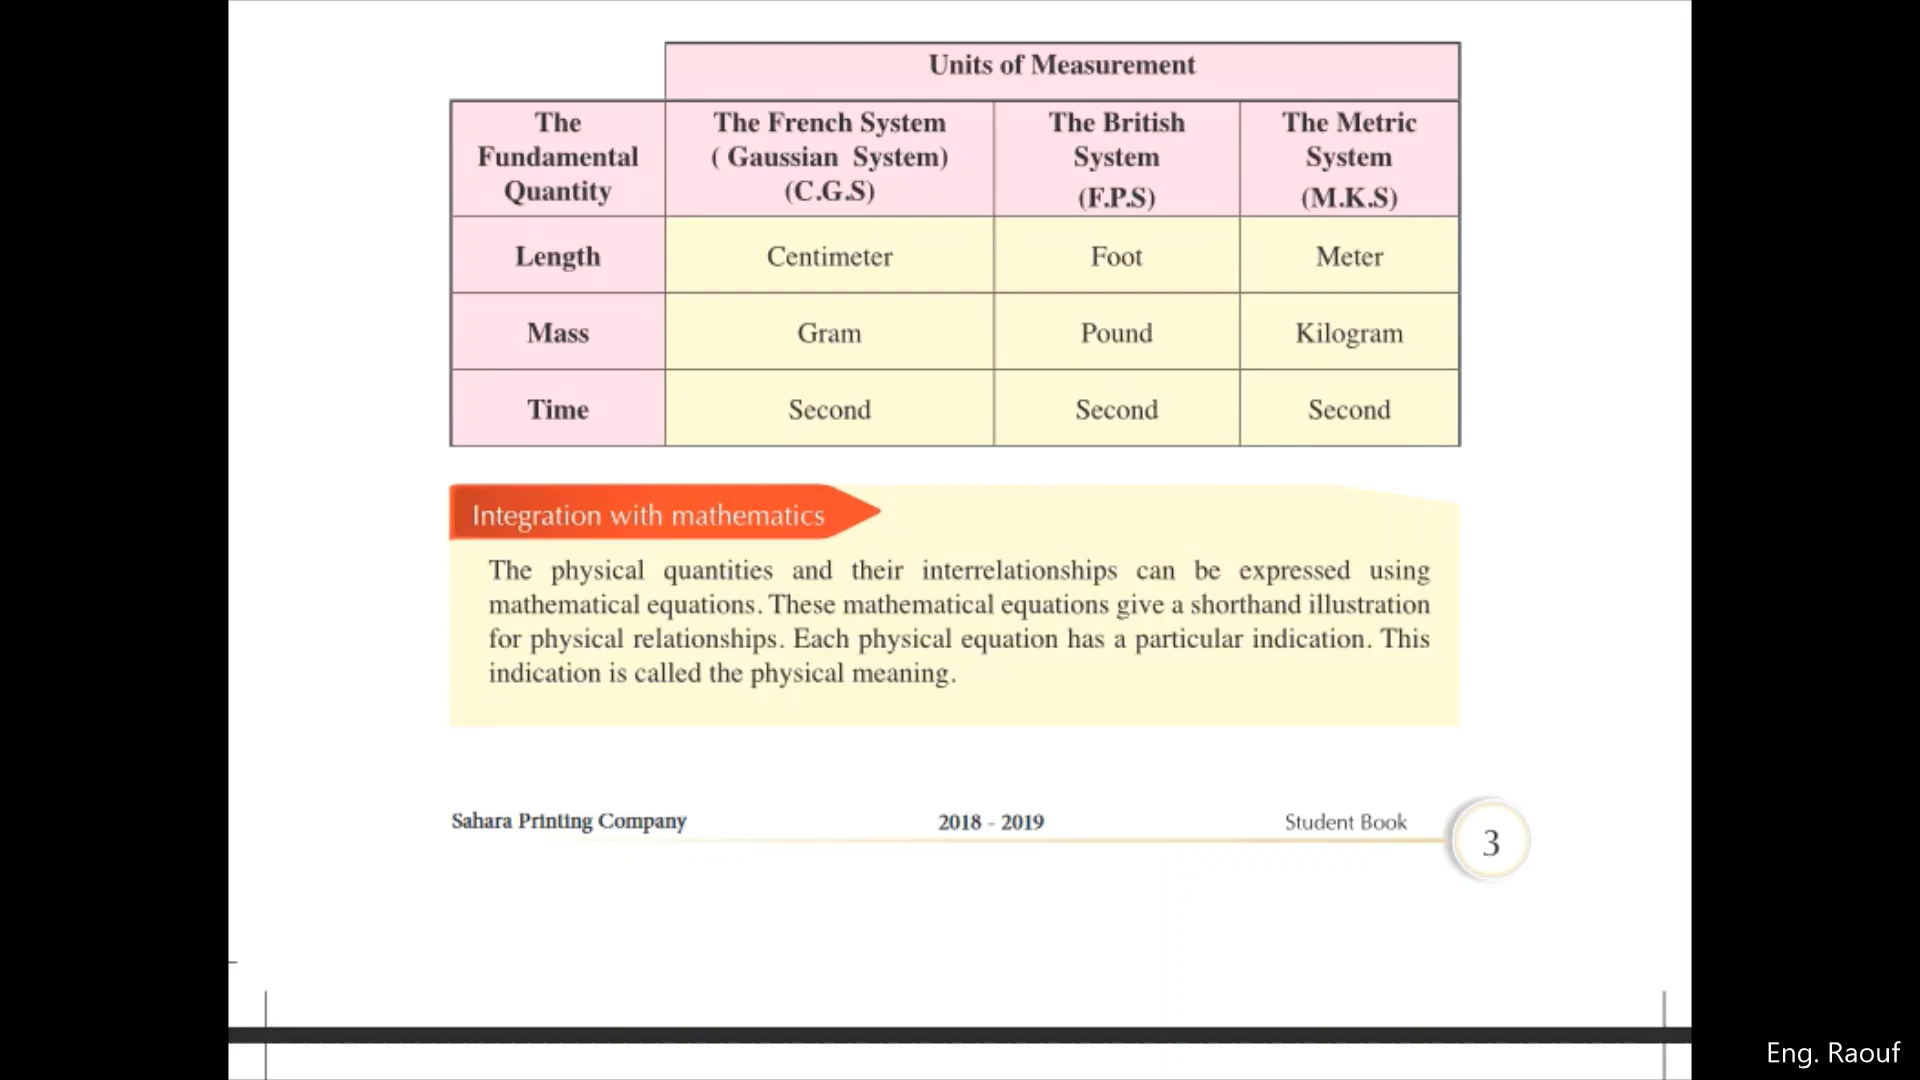 Units of Measurement
The Fundamental Quantity
The French System
( Gaussian System)
(C.G.S)
The British System
(F.P.S)
The Metric System
(M.K.S)
Length
Centimeter
Foot
Meter
Mass
Gram
Pound
Kilogram
Time
Second
Second
Second
Integration with mathematics
The physical quantities and their interrelationships can be expressed using
mathematical equations. These mathematical equations give a shorthand illustration
for physical relationships. Each physical equation has a particular indication. This
indication is called the physical meaning.
Sahara Printing Company
2018 - 2019
Student Book
3
Eng. Raouf